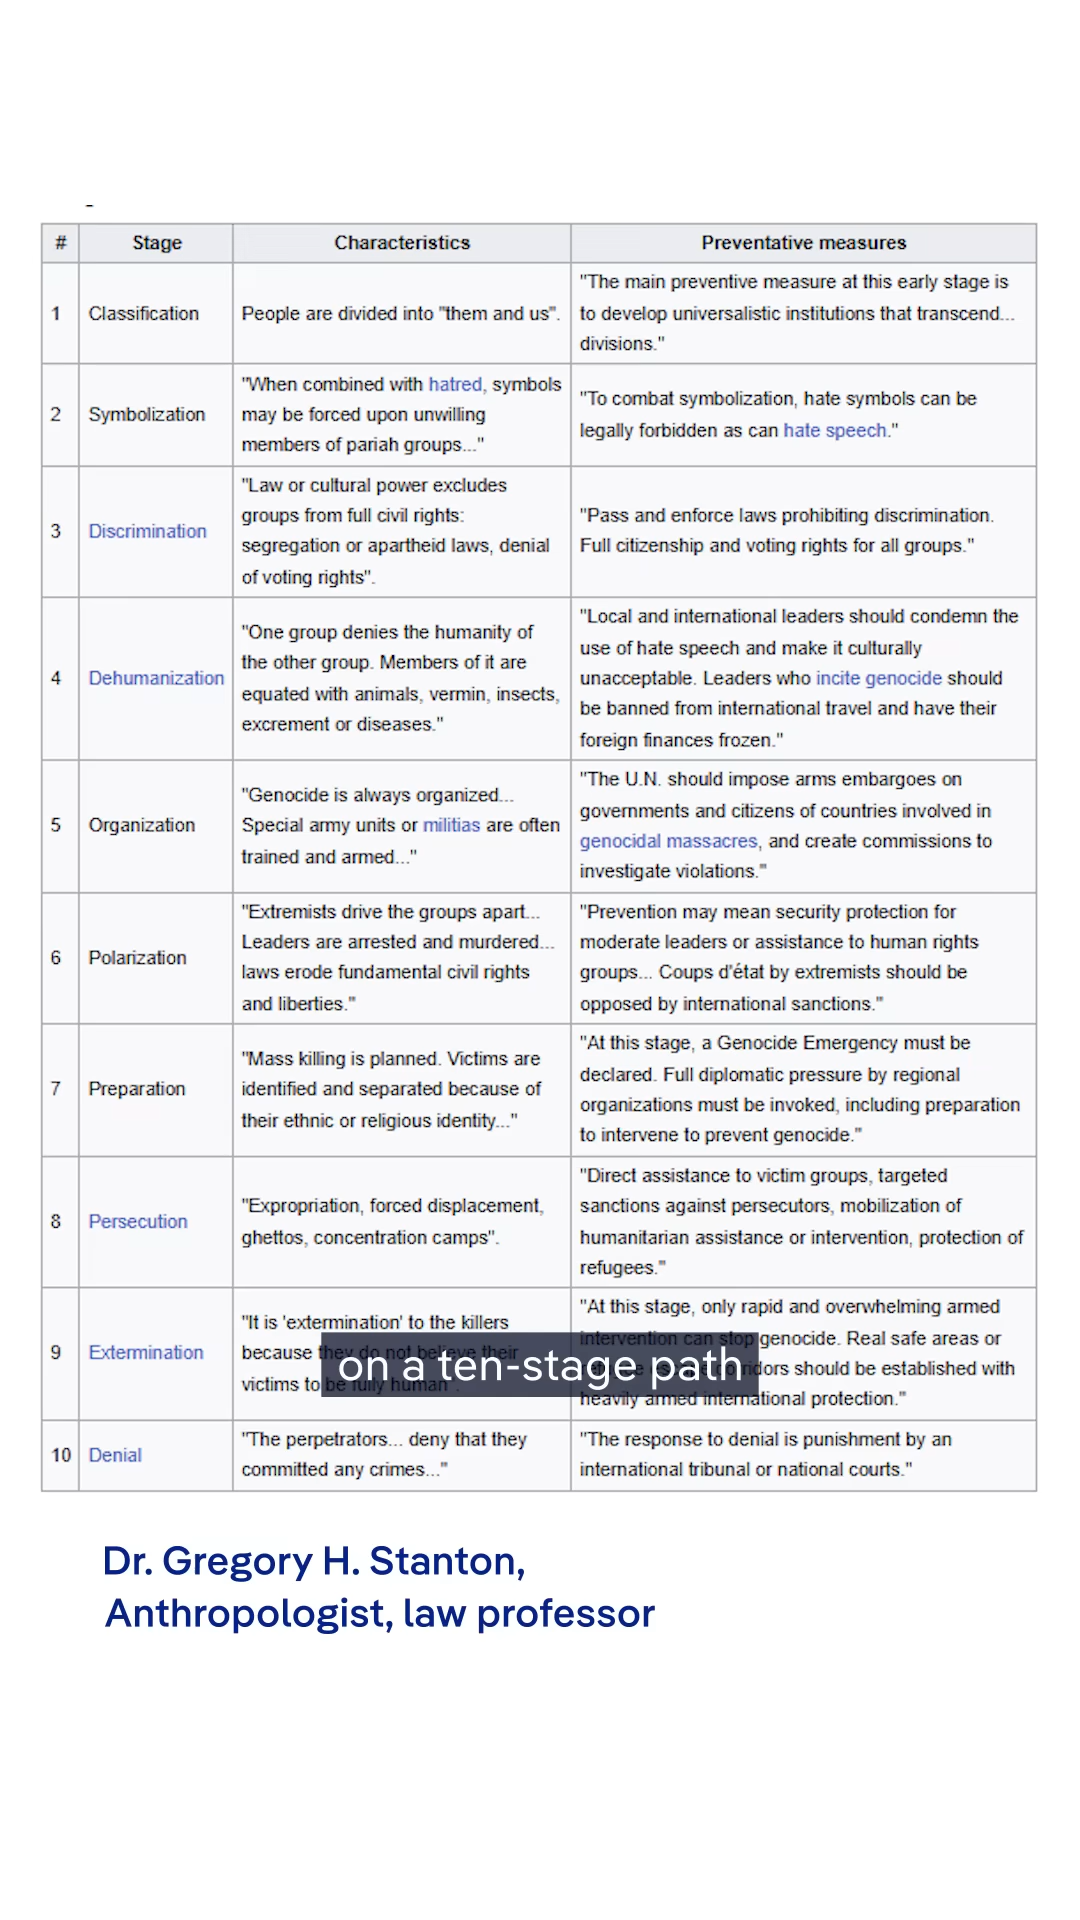 # Stage Characteristics Preventative measures
1 Classification People are divided into "them and us". "The main preventive measure at this early stage is
to develop universalistic institutions that transcend...
divisions."
2 Symbolization "When combined with hatred, symbols
may be forced upon unwilling
members of pariah groups..."
"To combat symbolization, hate symbols can be
legally forbidden as can hate speech."
3 Discrimination "Law or cultural power excludes
groups from full civil rights:
segregation or apartheid laws, denial
of voting rights".
"Pass and enforce laws prohibiting discrimination.
Full citizenship and voting rights for all groups."
4 Dehumanization "One group denies the humanity of
the other group. Members of it are
equated with animals, vermin, insects,
excrement or diseases."
"Local and international leaders should condemn the
use of hate speech and make it culturally
unacceptable. Leaders who incite genocide should
be banned from international travel and have their
foreign finances frozen."
5 Organization "Genocide is always organized...
Special army units or militias are often
trained and armed..."
"The U.N. should impose arms embargoes on
governments and citizens of countries involved in
genocidal massacres, and create commissions to
investigate violations."
6 Polarization "Extremists drive the groups apart...
Leaders are arrested and murdered...
laws erode fundamental civil rights
and liberties."
"Prevention may mean security protection for
moderate leaders or assistance to human rights
groups... Coups d'état by extremists should be
opposed by international sanctions."
7 Preparation "Mass killing is planned. Victims are
identified and separated because of
their ethnic or religious identity..."
"At this stage, a Genocide Emergency must be
declared. Full diplomatic pressure by regional
organizations must be invoked, including preparation
to intervene to prevent genocide."
8 Persecution "Expropriation, forced displacement,
ghettos, concentration camps".
"Direct assistance to victim groups, targeted
sanctions against persecutors, mobilization of
humanitarian assistance or intervention, protection of
refugees."
9 Extermination "It is 'extermination' to the killers
because they do not believe their
victims to be fully human".
"At this stage, only rapid and overwhelming armed
intervention can stop genocide. Real safe areas or
should be established with
heavily armed international protection."
on a ten-stage path
10 Denial "The perpetrators... deny that they
committed any crimes..."
"The response to denial is punishment by an
international tribunal or national courts."
Dr. Gregory H. Stanton,
Anthropologist, law professor